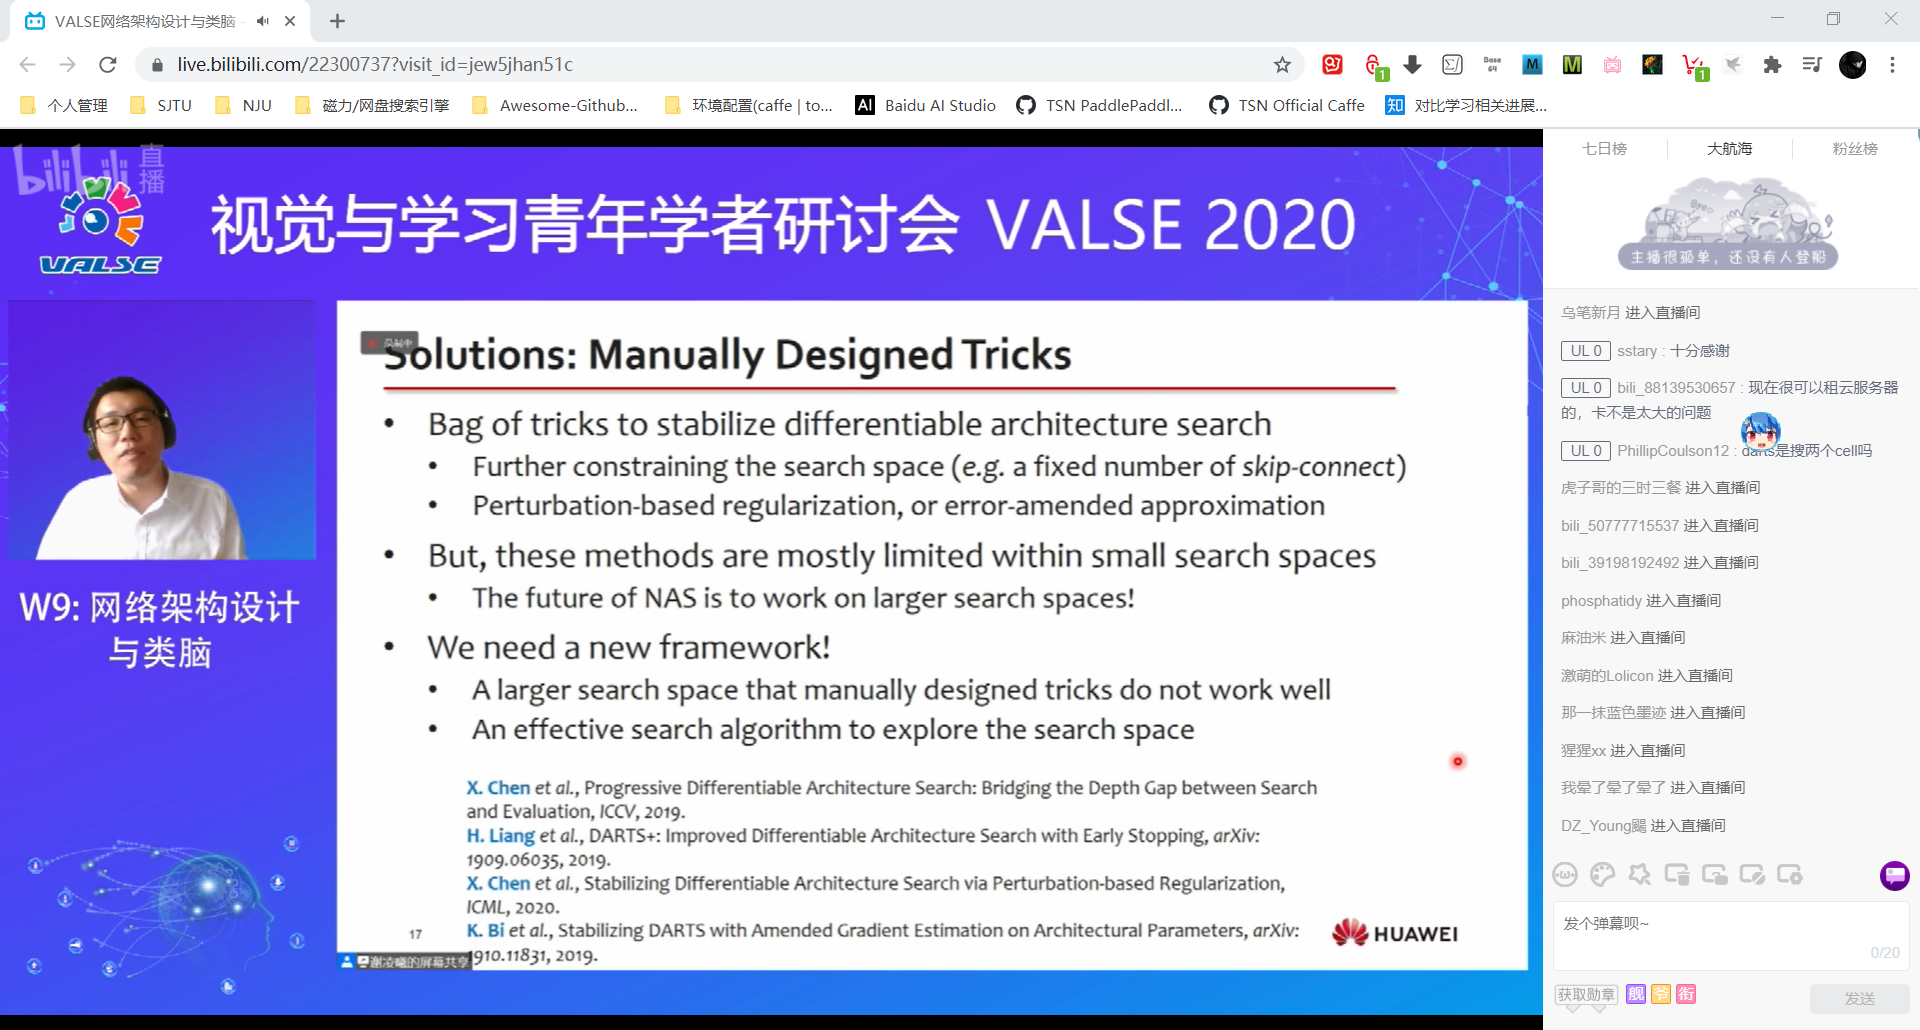 VALSE网络架构设计与类脑
live.bilibili.com/22300737?visit_id=jew5jhan51c
个人管理
SJTU
NJU
磁力/网盘搜索引擎
Awesome-Github...
环境配置(caffe | to...
AI Baidu AI Studio
TSN PaddlePaddl...
TSN Official Caffe
知 对比学习相关进展...
bilibili 直播
VALSE
视觉与学习青年学者研讨会 VALSE 2020
W9: 网络架构设计
与类脑
录制中
Solutions: Manually Designed Tricks
• Bag of tricks to stabilize differentiable architecture search
• Further constraining the search space (e.g. a fixed number of skip-connect)
• Perturbation-based regularization, or error-amended approximation
• But, these methods are mostly limited within small search spaces
• The future of NAS is to work on larger search spaces!
• We need a new framework!
• A larger search space that manually designed tricks do not work well
• An effective search algorithm to explore the search space
X. Chen et al., Progressive Differentiable Architecture Search: Bridging the Depth Gap between Search
and Evaluation, ICCV, 2019.
H. Liang et al., DARTS+: Improved Differentiable Architecture Search with Early Stopping, arXiv:
1909.06035, 2019.
X. Chen et al., Stabilizing Differentiable Architecture Search via Perturbation-based Regularization,
ICML, 2020.
K. Bi et al., Stabilizing DARTS with Amended Gradient Estimation on Architectural Parameters, arXiv:
1910.11831, 2019.
17
HUAWEI
谢凌曦的屏幕共享
七日榜
大航海
粉丝榜
主播很孤单，还没有人登船
乌笔新月 进入直播间
UL 0 sstary : 十分感谢
UL 0 bili_88139530657 : 现在很可以租云服务器
的，卡不是太大的问题
UL 0 PhillipCoulson12 : darts是搜两个cell吗
虎子哥的三时三餐 进入直播间
bili_50777715537 进入直播间
bili_39198192492 进入直播间
phosphatidy 进入直播间
麻油米 进入直播间
激萌的Lolicon 进入直播间
那一抹蓝色墨迹 进入直播间
猩猩xx 进入直播间
我晕了晕了晕了 进入直播间
DZ_Young飔 进入直播间
发个弹幕呗~
0/20
获取勋章
舰
爷
衔
发送